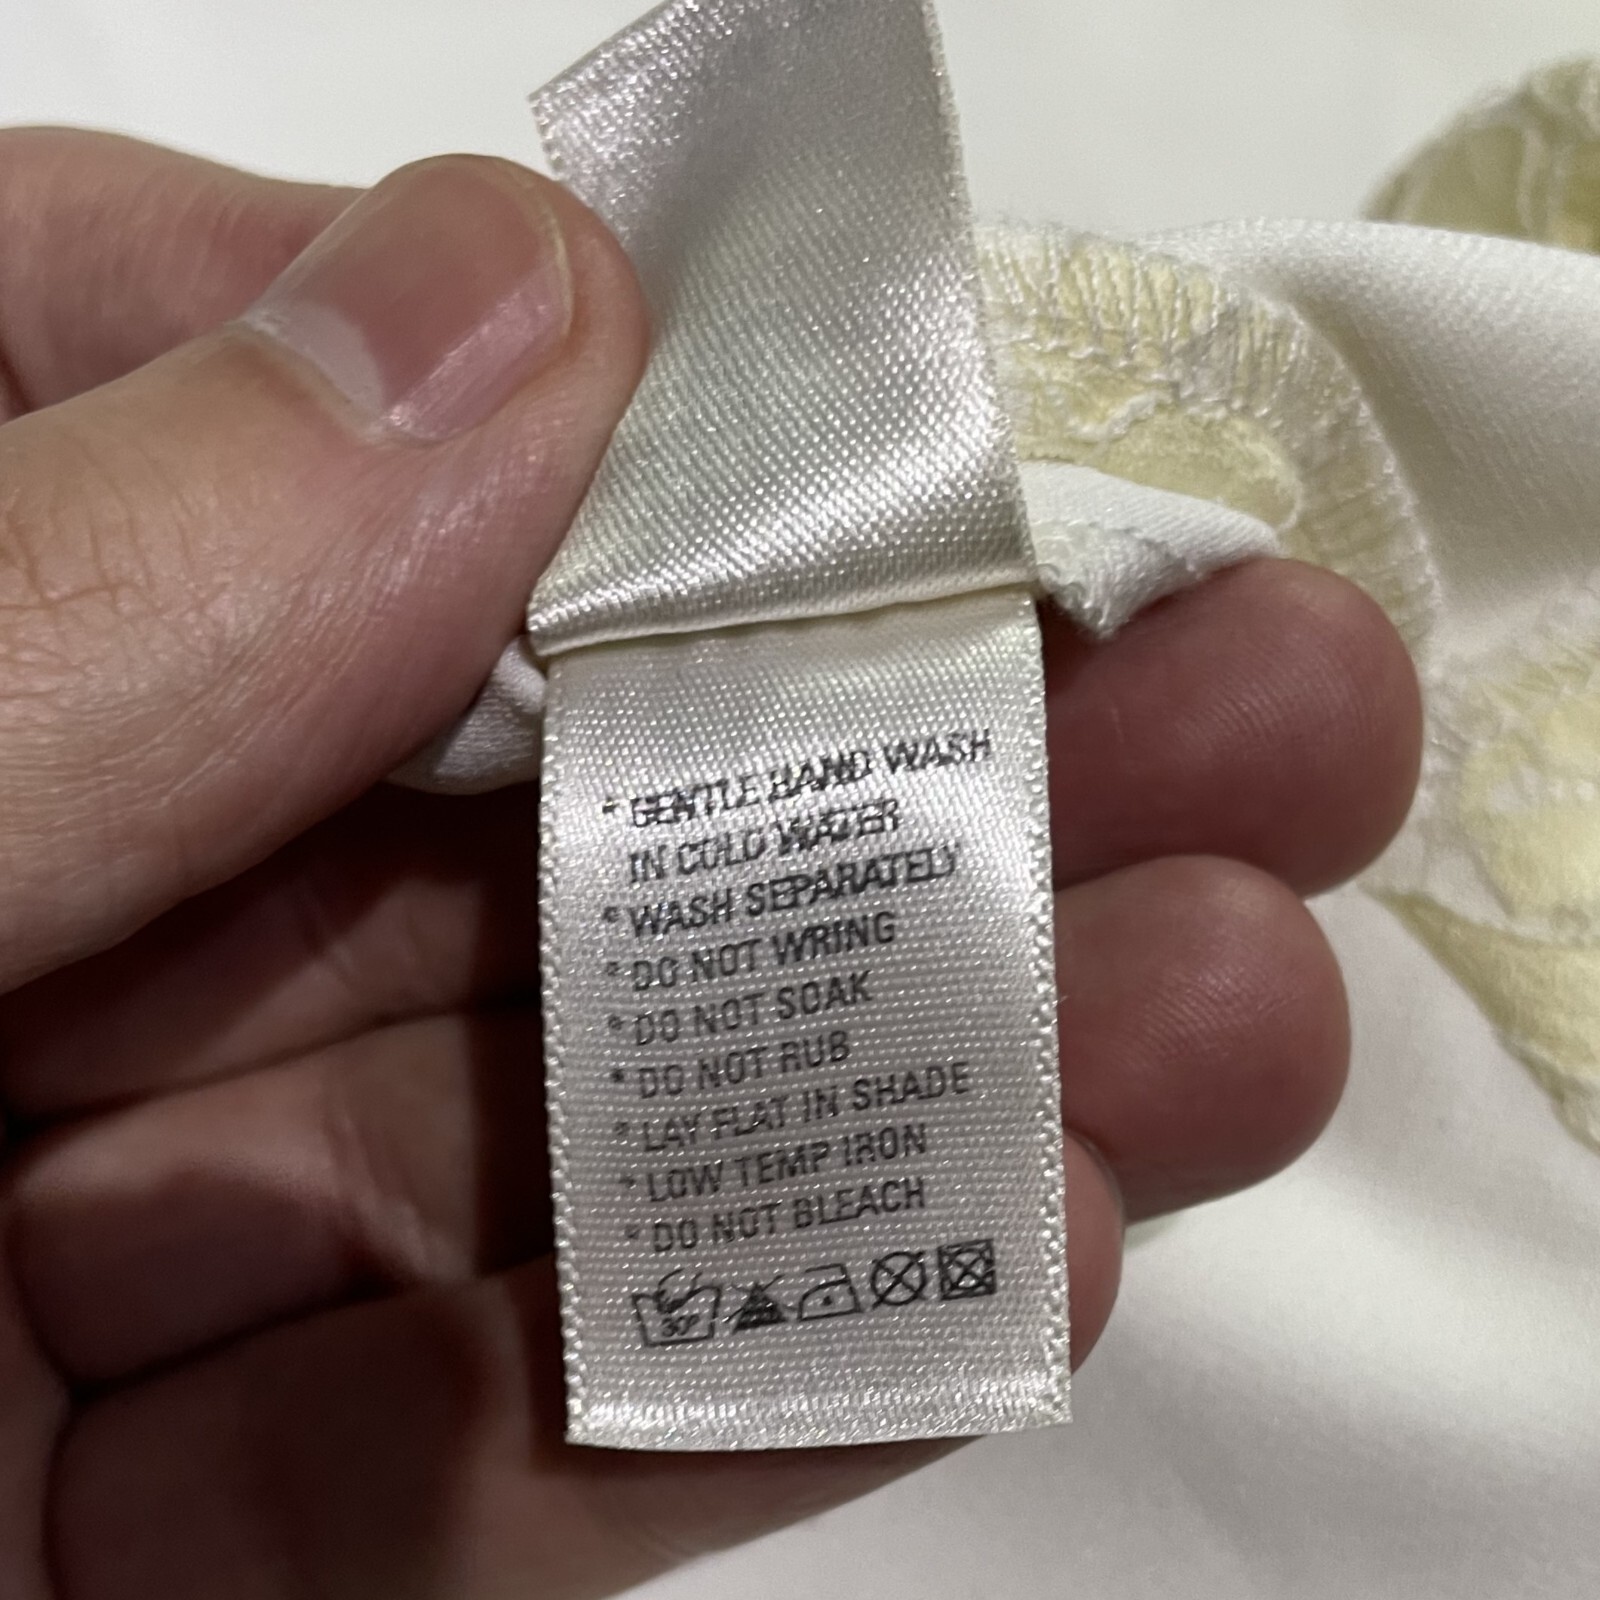 * GENTLE HAND WASH
IN COLD WATER
* WASH SEPARATELY
* DO NOT WRING
* DO NOT SOAK
* DO NOT RUB
* LAY FLAT IN SHADE
* LOW TEMP IRON
* DO NOT BLEACH
30°